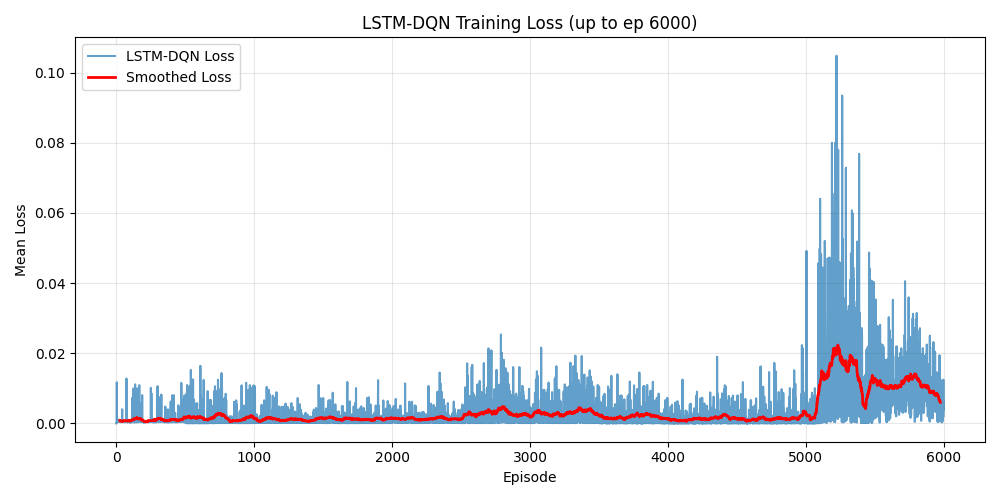 LSTM-DQN Training Loss (up to ep 6000)
LSTM-DQN Loss
Smoothed Loss
Mean Loss
0.10
0.08
0.06
0.04
0.02
0.00
0
1000
2000
3000
4000
5000
6000
Episode